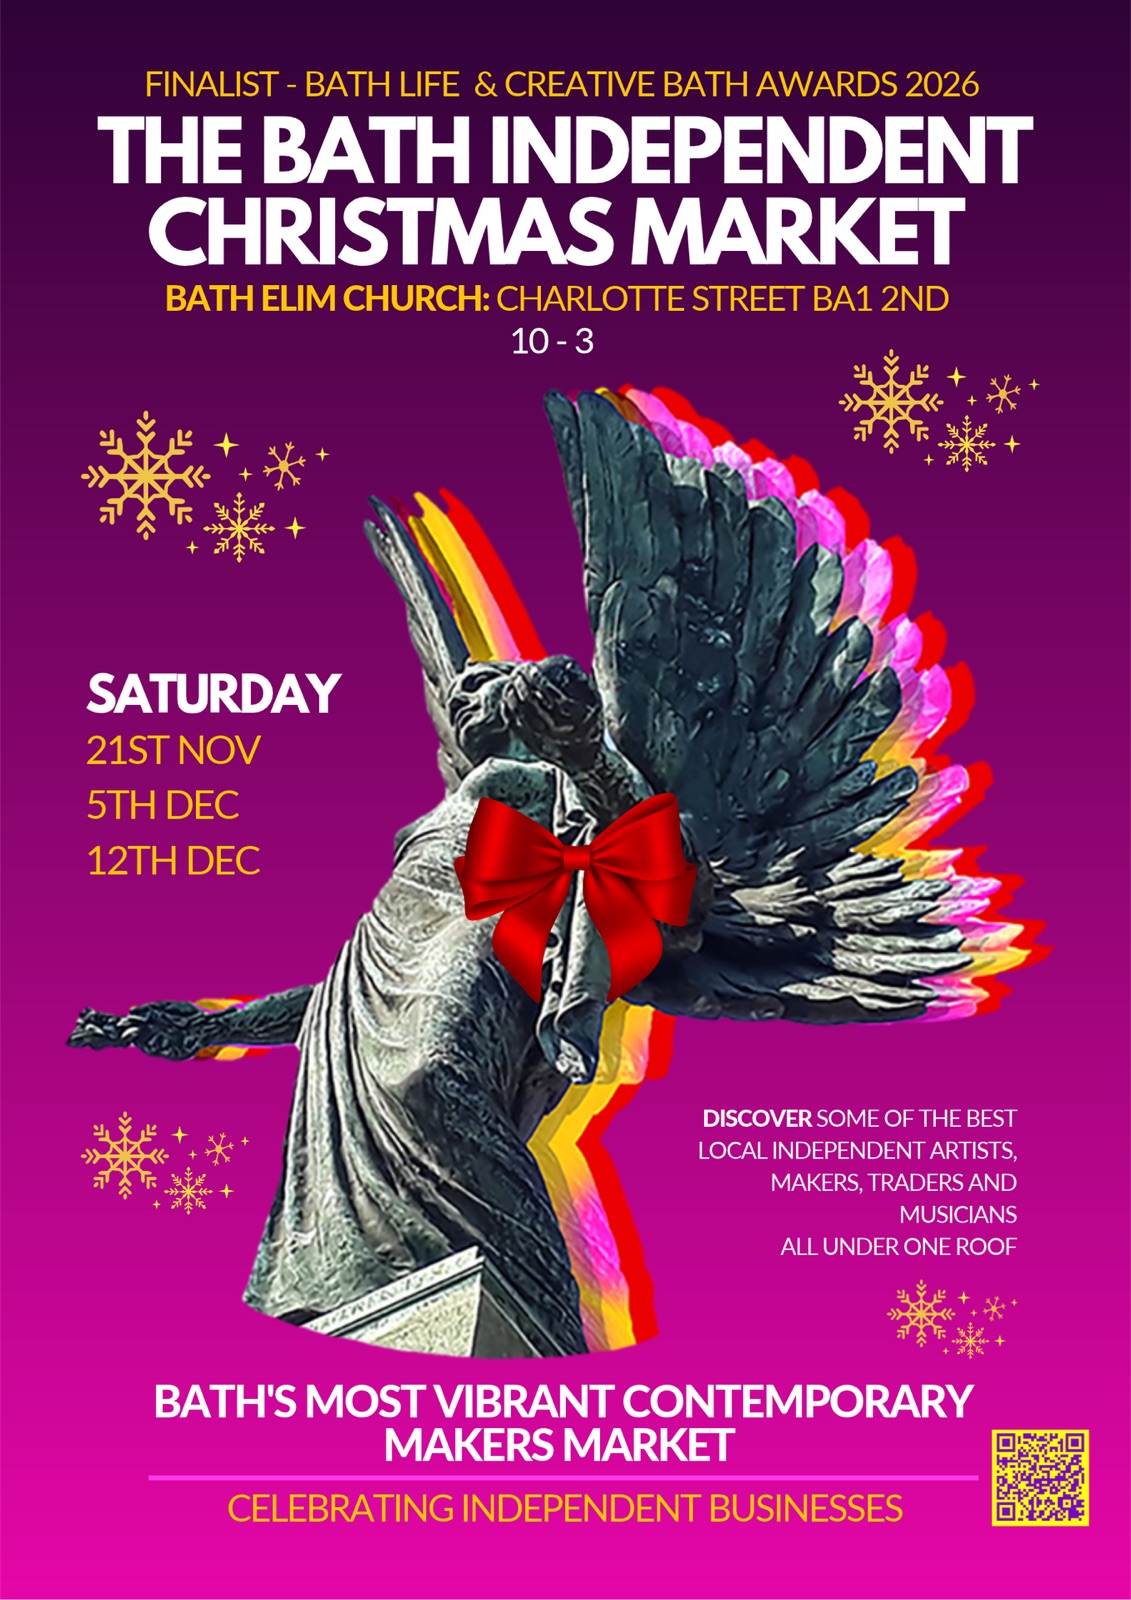 FINALIST - BATH LIFE & CREATIVE BATH AWARDS 2026
THE BATH INDEPENDENT
CHRISTMAS MARKET
BATH ELIM CHURCH: CHARLOTTE STREET BA1 2ND
10 - 3
SATURDAY
21ST NOV
5TH DEC
12TH DEC
DISCOVER SOME OF THE BEST
LOCAL INDEPENDENT ARTISTS,
MAKERS, TRADERS AND
MUSICIANS
ALL UNDER ONE ROOF
BATH'S MOST VIBRANT CONTEMPORARY
MAKERS MARKET
CELEBRATING INDEPENDENT BUSINESSES